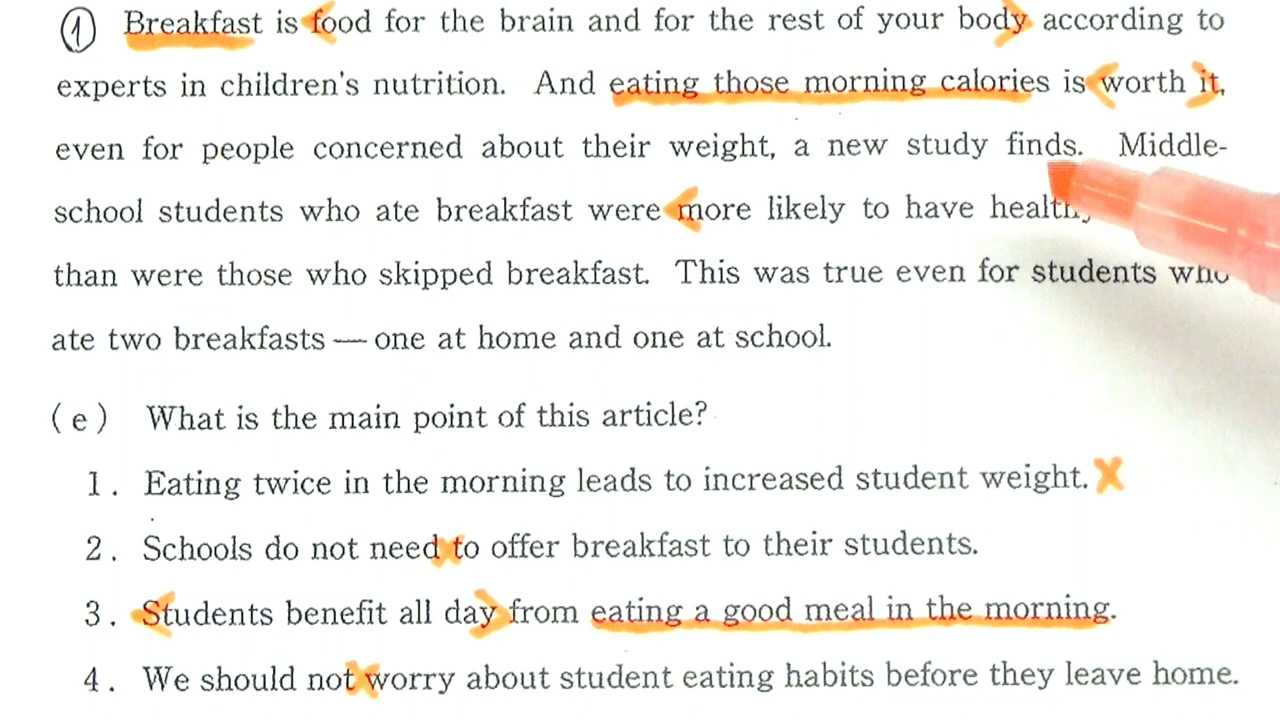 ① Breakfast is food for the brain and for the rest of your body according to
experts in children's nutrition. And eating those morning calories is worth it,
even for people concerned about their weight, a new study finds. Middle-
school students who ate breakfast were more likely to have
than were those who skipped breakfast. This was true even for students who
ate two breakfasts — one at home and one at school.
(e) What is the main point of this article?
1. Eating twice in the morning leads to increased student weight.
2. Schools do not need to offer breakfast to their students.
3. Students benefit all day from eating a good meal in the morning.
4. We should not worry about student eating habits before they leave home.